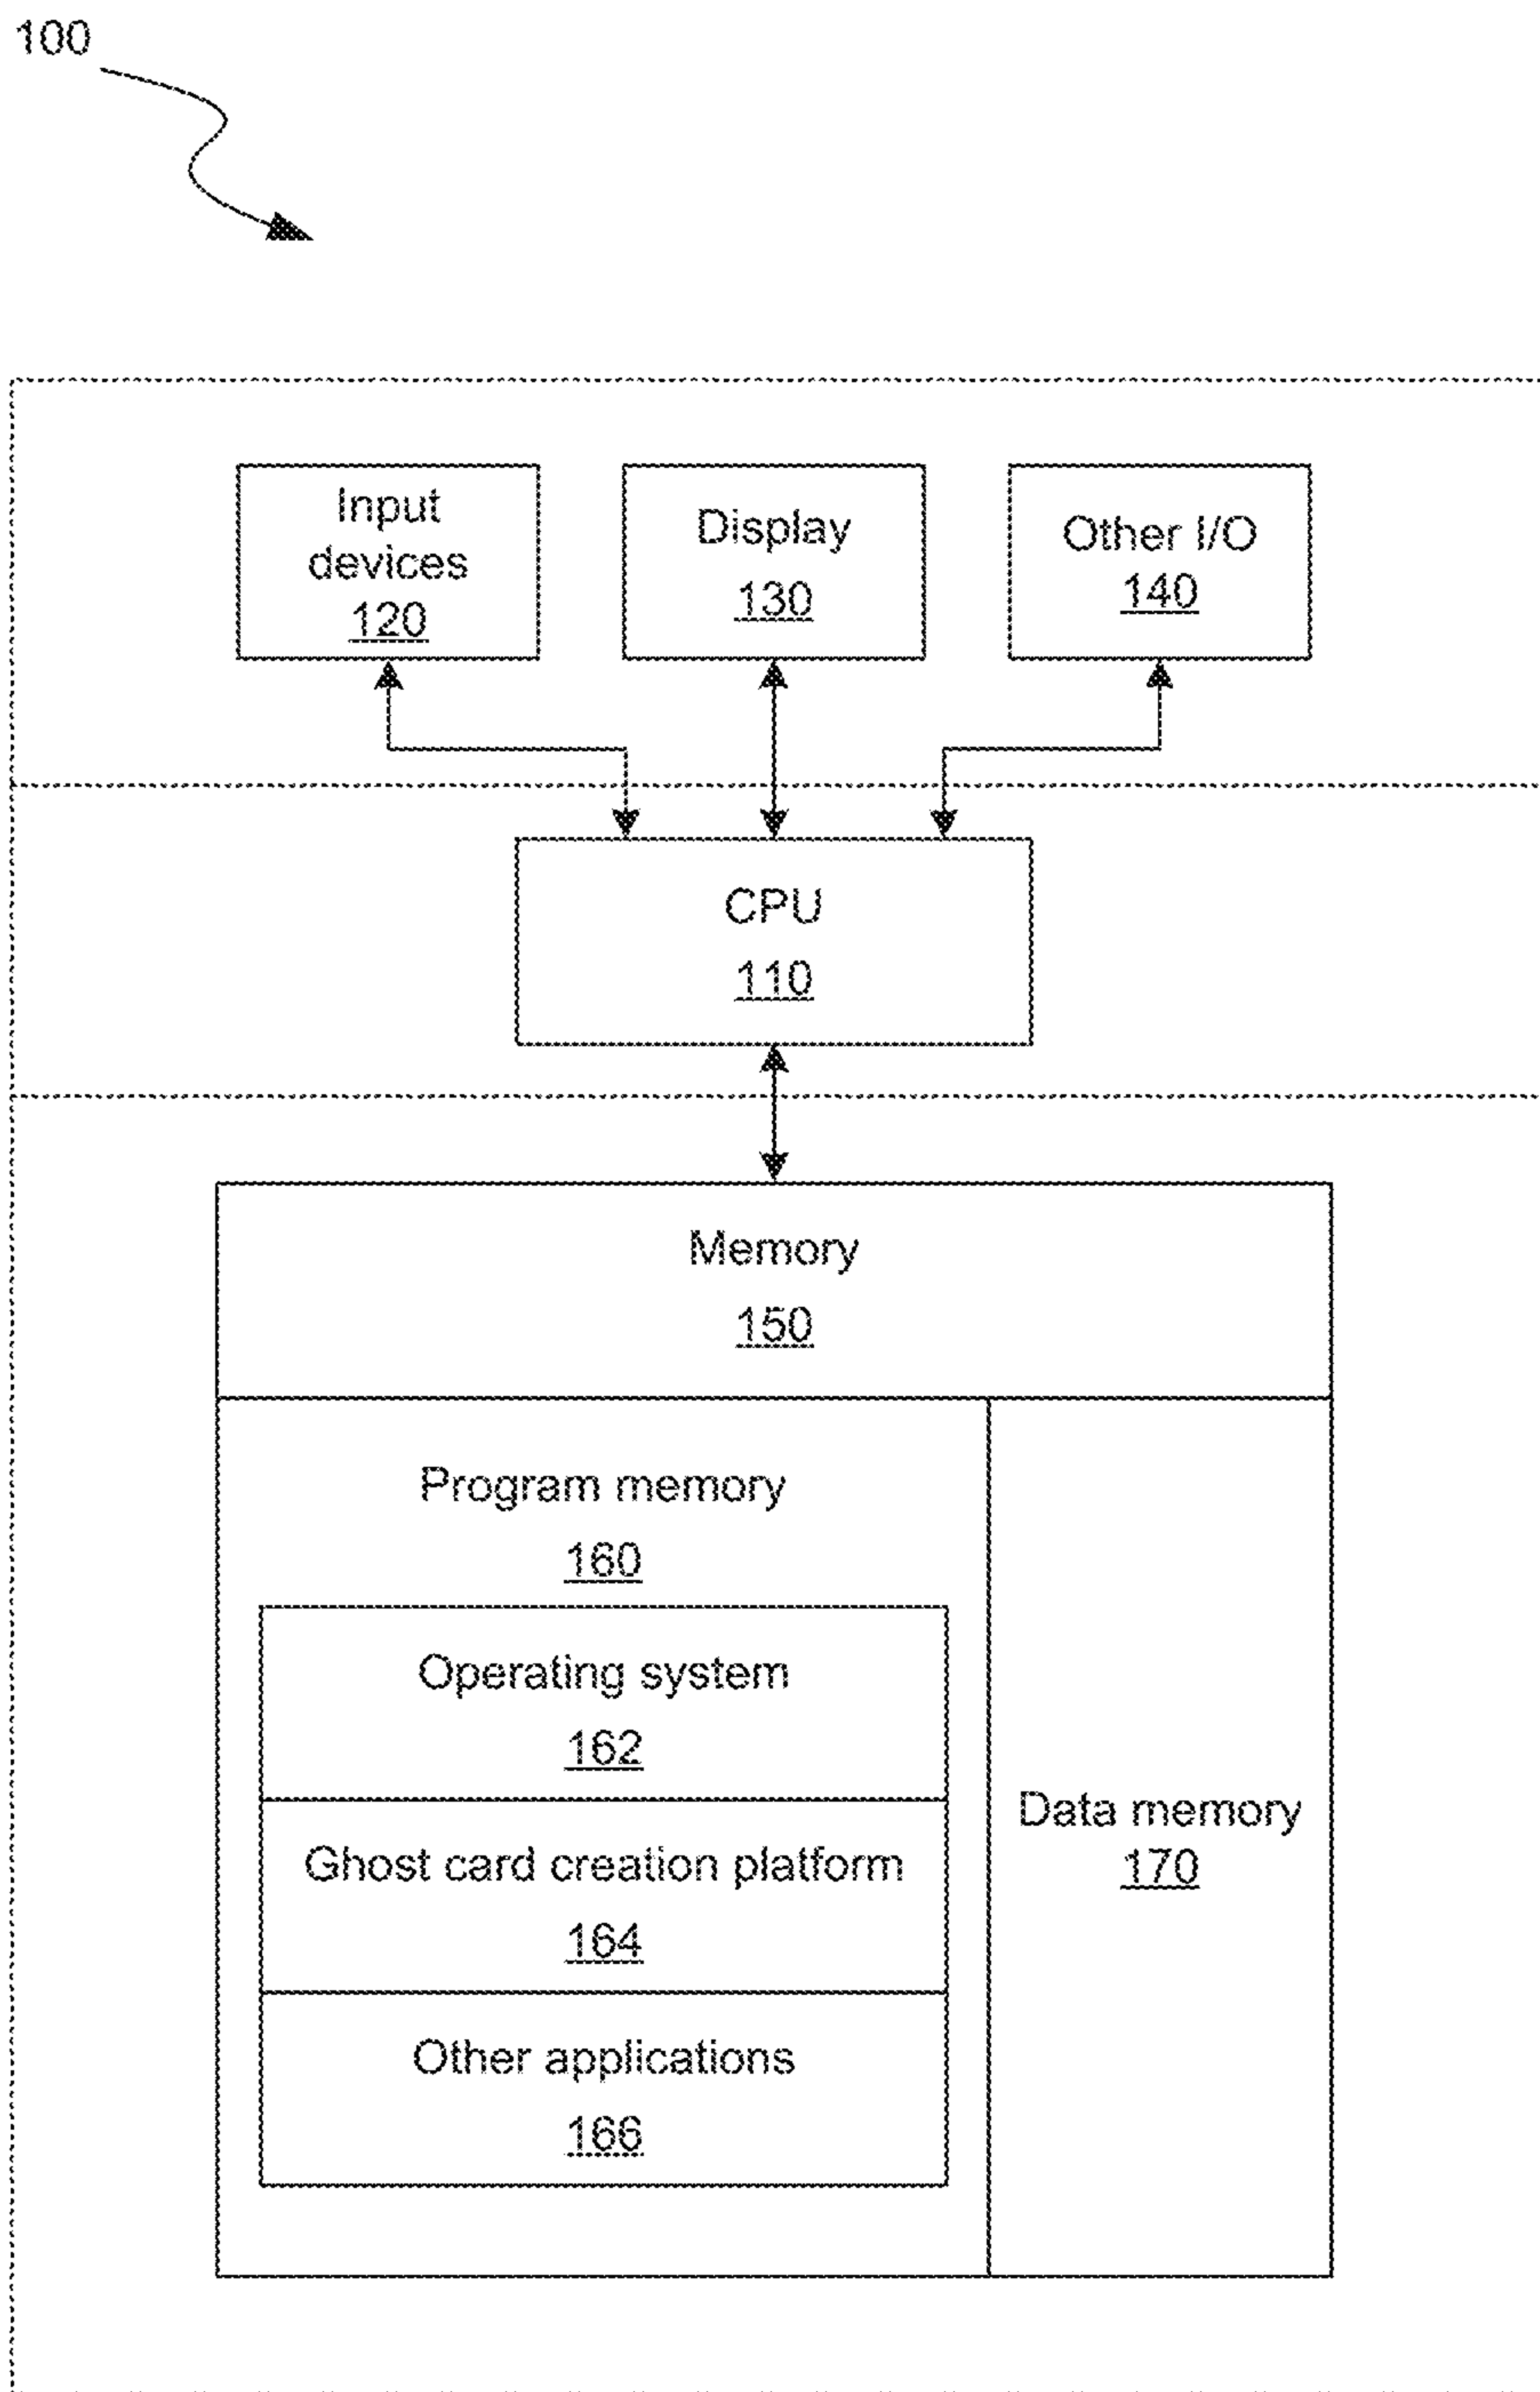 100
Input
devices
120
Display
130
Other I/O
140
CPU
110
Memory
150
Program memory
160
Operating system
162
Ghost card creation platform
164
Other applications
166
Data memory
170